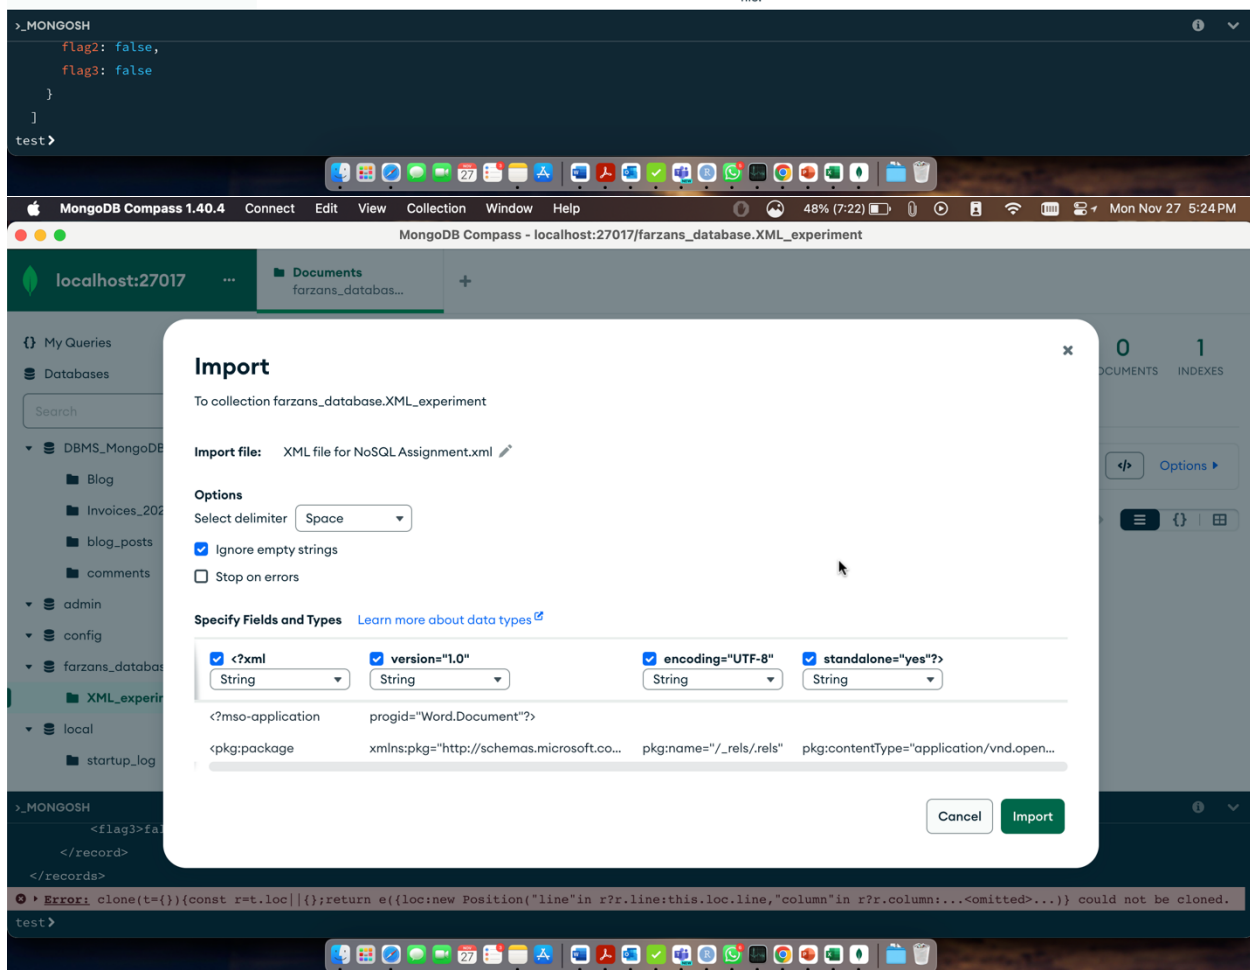 >_MONGOSH
flag2: false,
flag3: false
}
]
test>
27
MongoDB Compass 1.40.4 Connect Edit View Collection Window Help 48% (7:22) Mon Nov 27 5:24 PM
MongoDB Compass - localhost:27017/farzans_database.XML_experiment
localhost:27017 ...
Documents
farzans_databas...
+
{} My Queries
Databases
Search
DBMS_MongoDB
Blog
Invoices_202
blog_posts
comments
admin
config
farzans_databas
XML_experir
local
startup_log
0
1
OCUMENTS INDEXES
</> Options
{}
Import
To collection farzans_database.XML_experiment
Import file: XML file for NoSQL Assignment.xml
Options
Select delimiter Space
Ignore empty strings
Stop on errors
Specify Fields and Types Learn more about data types
<?xml version="1.0" encoding="UTF-8" standalone="yes"?>
String String String String
<?mso-application progid="Word.Document"?>
<pkg:package xmlns:pkg="http://schemas.microsoft.co... pkg:name="/_rels/.rels" pkg:contentType="application/vnd.open...
Cancel Import
>_MONGOSH
<flag3>fal
</record>
</records>
Error: clone(t={}){const r=t.loc||{};return e({loc:new Position("line"in r?r.line:this.loc.line,"column"in r?r.column:...<omitted>...)} could not be cloned.
test>
27